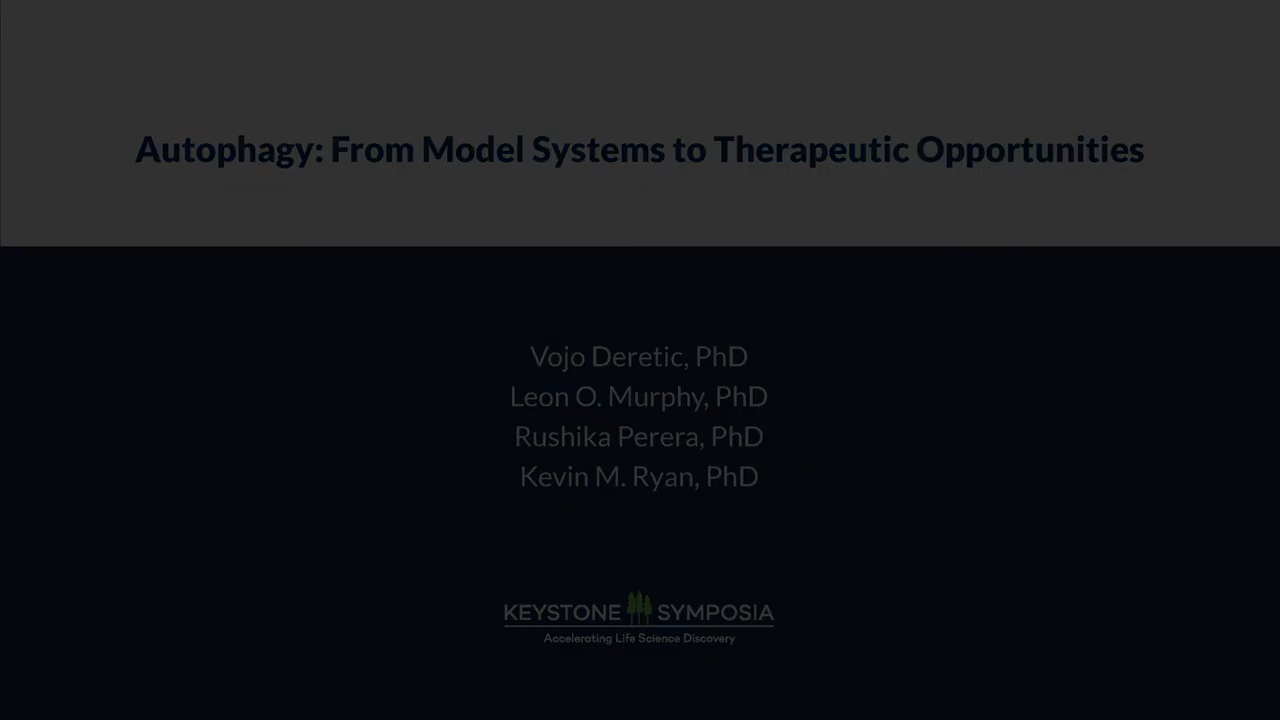 Autophagy: From Model Systems to Therapeutic Opportunities
Vojo Deretic, PhD
Leon O. Murphy, PhD
Rushika Perera, PhD
Kevin M. Ryan, PhD
KEYSTONE SYMPOSIA
Accelerating Life Science Discovery